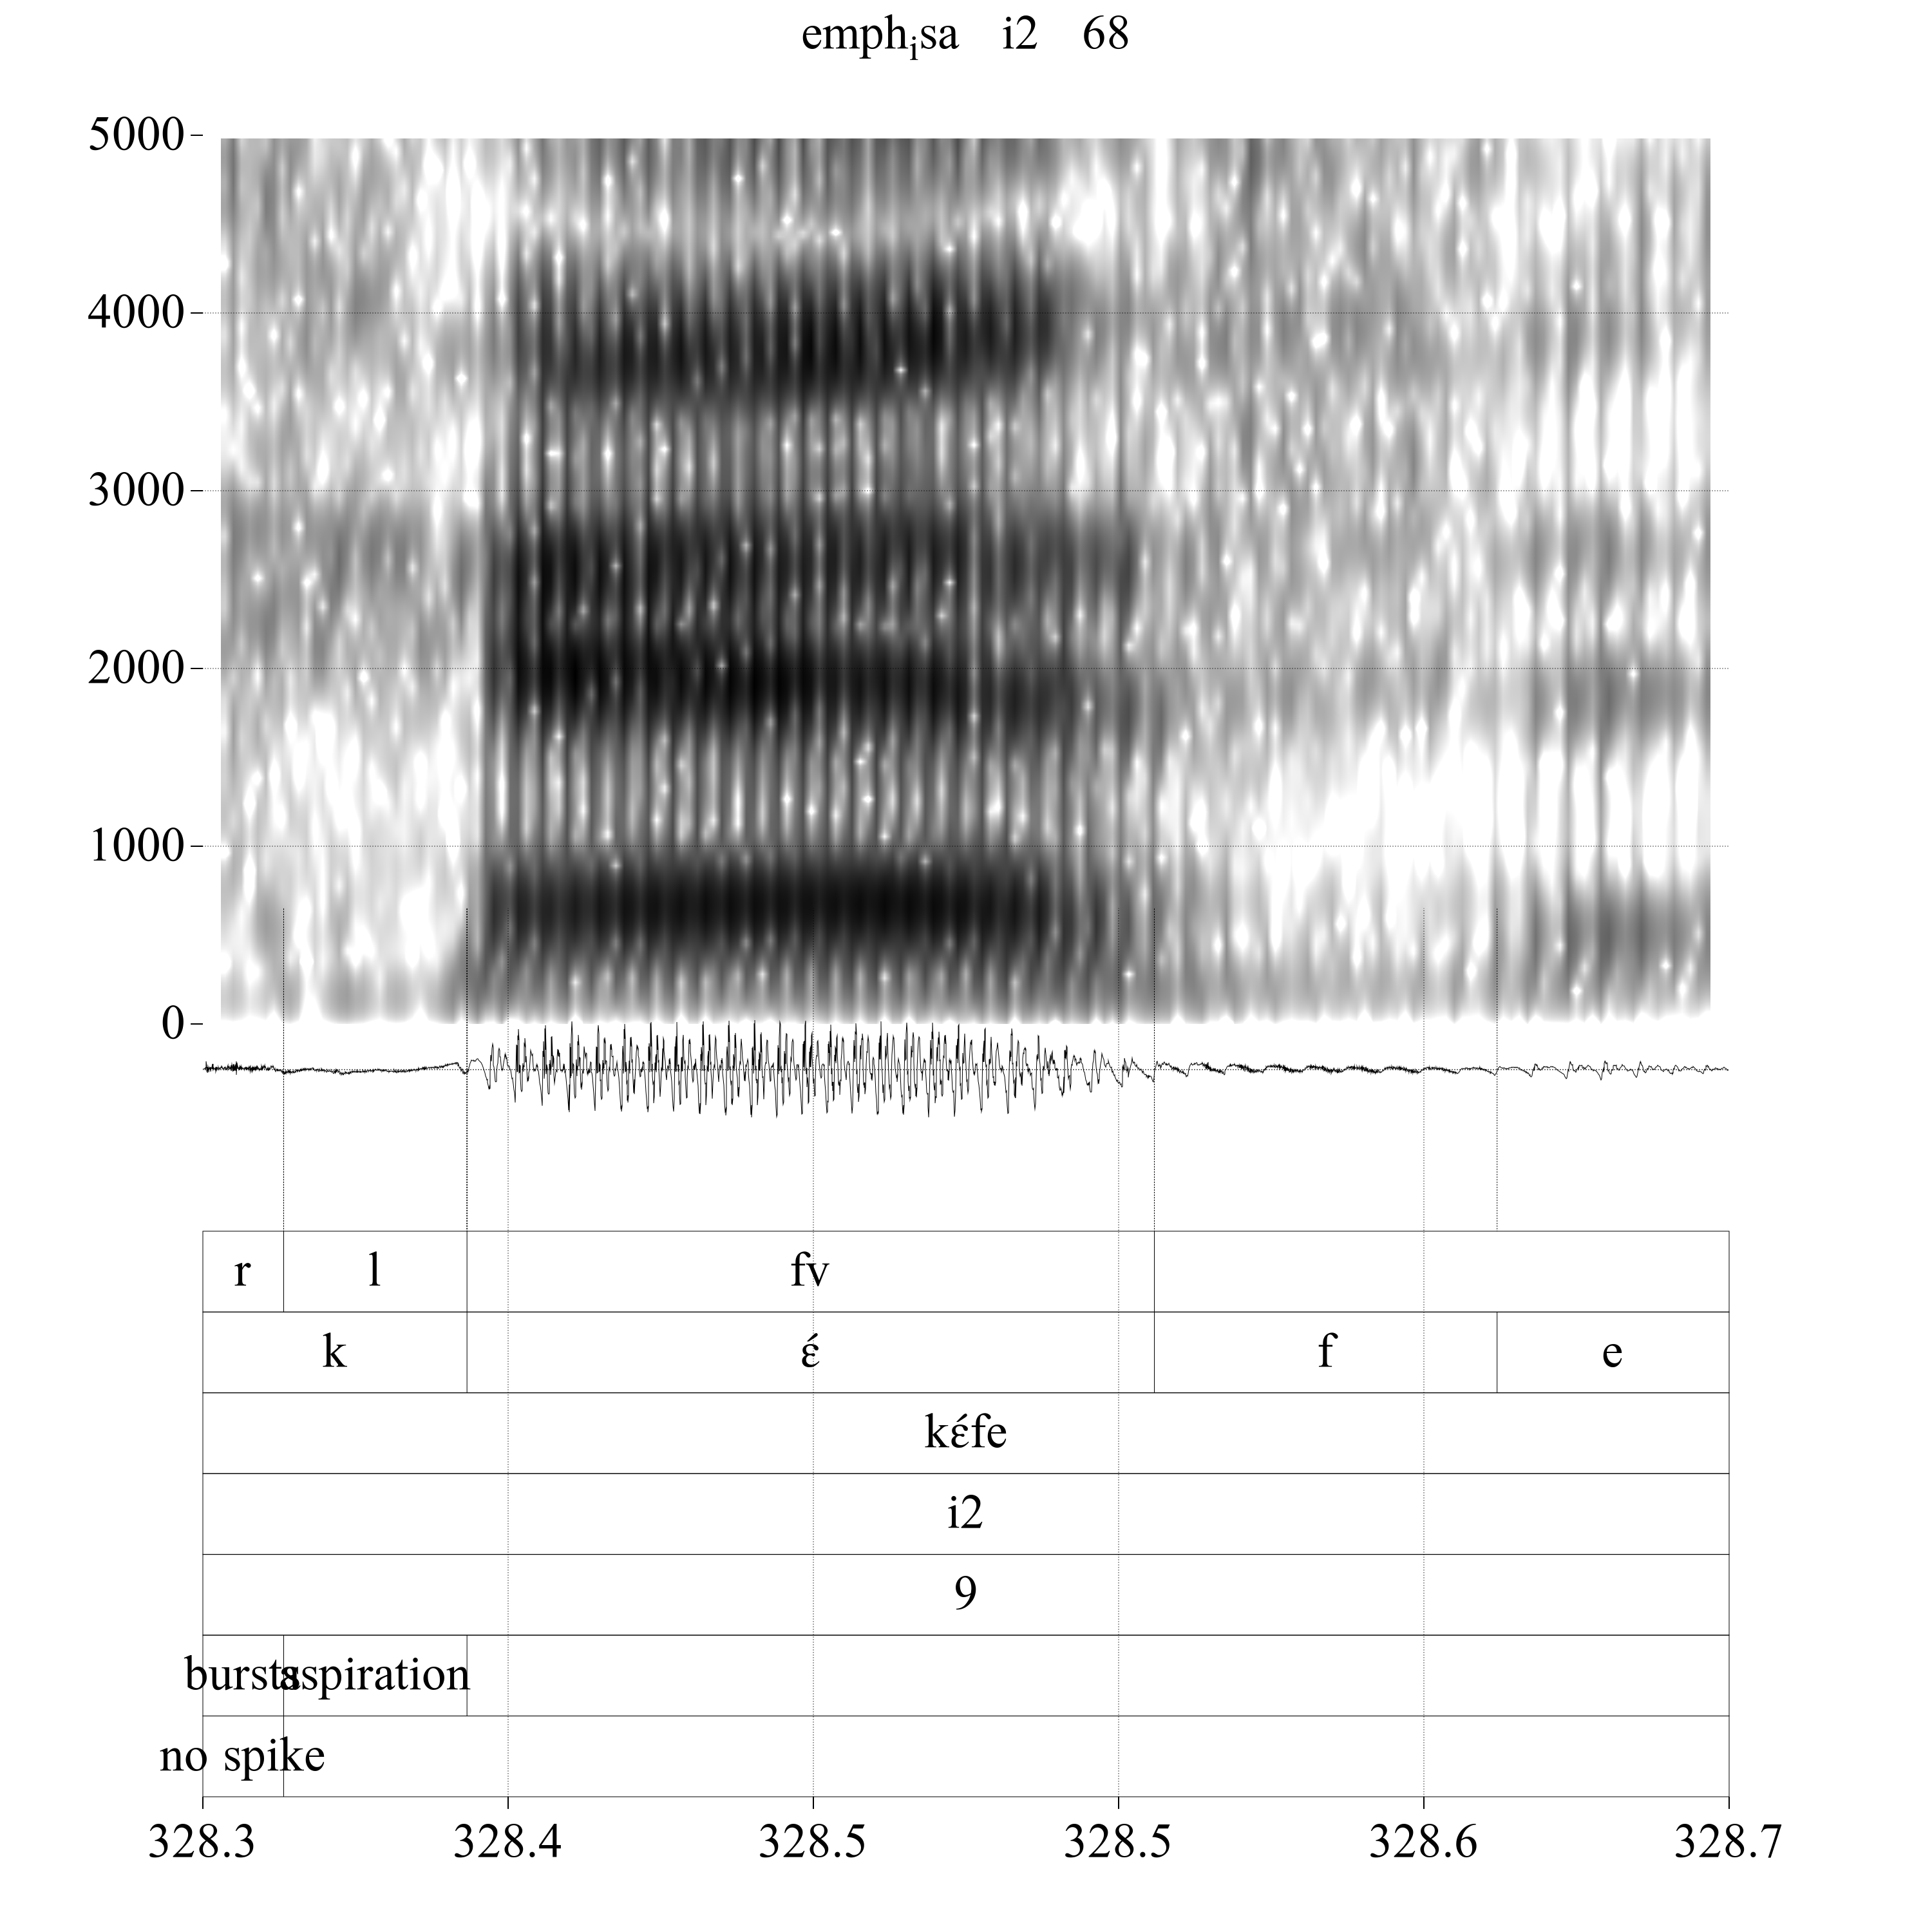 emphᵢsa i2 68
5000
4000
3000
2000
1000
0
r l fv
k έ f e
kέfe
i2
9
burst aspiration
no spike
328.3 328.4 328.5 328.5 328.6 328.7